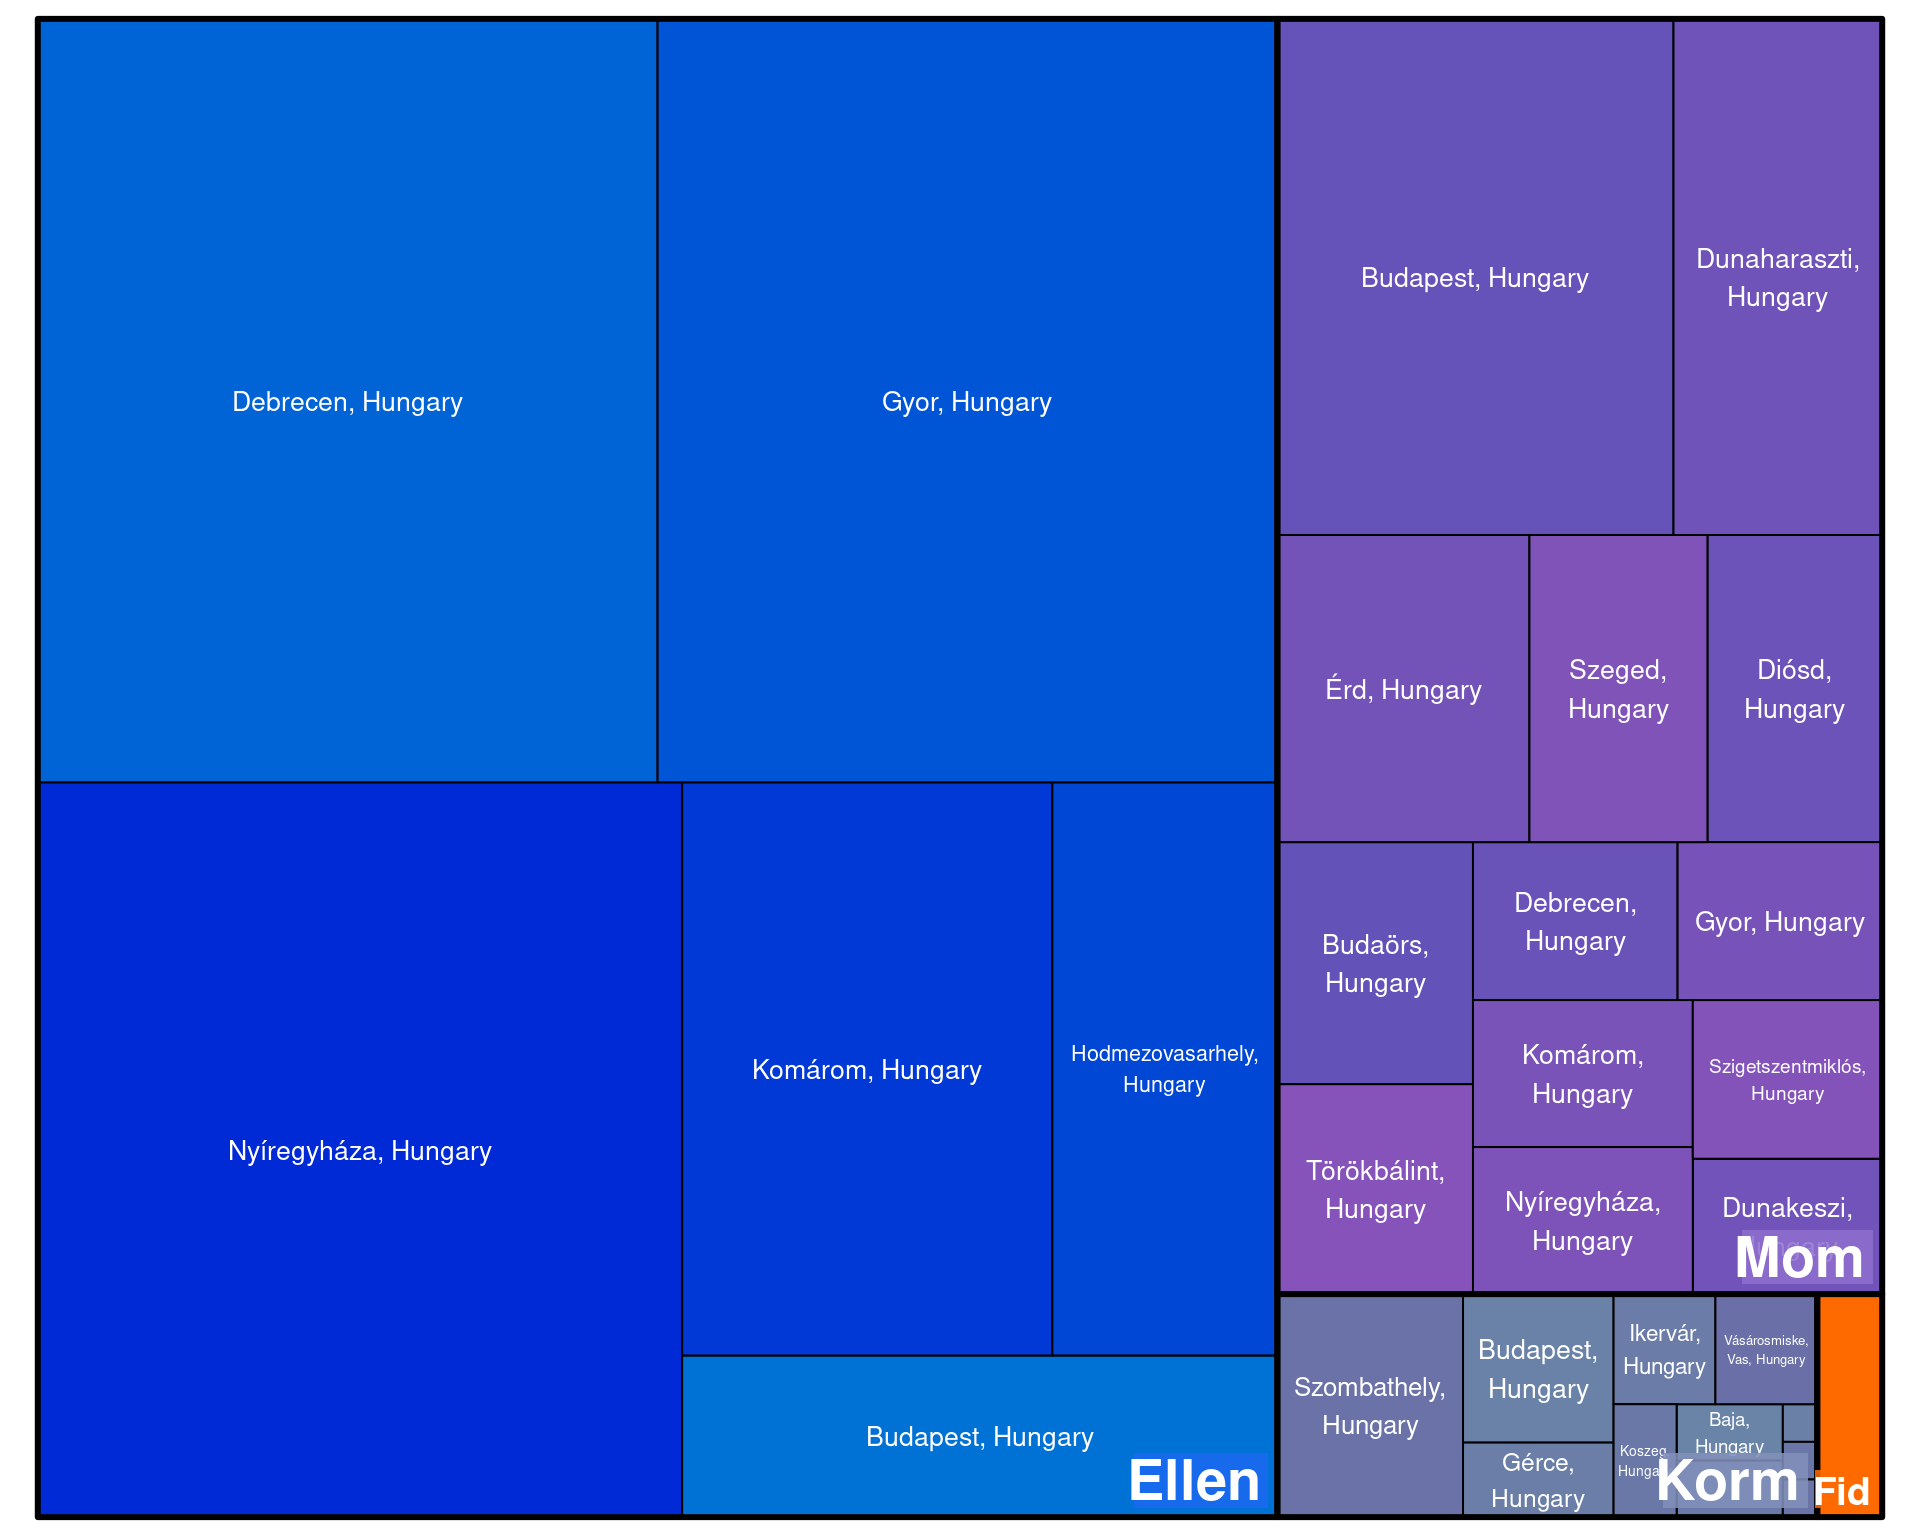 Debrecen, Hungary
Gyor, Hungary
Nyíregyháza, Hungary
Komárom, Hungary
Hodmezovasarhely,
Hungary
Budapest, Hungary
Ellen
Budapest, Hungary
Dunaharaszti,
Hungary
Érd, Hungary
Szeged,
Hungary
Diósd,
Hungary
Budaörs,
Hungary
Debrecen,
Hungary
Gyor, Hungary
Törökbálint,
Hungary
Komárom,
Hungary
Szigetszentmiklós,
Hungary
Nyíregyháza,
Hungary
Dunakeszi,
Mom
Szombathely,
Hungary
Budapest,
Hungary
Gérce,
Hungary
Ikervár,
Hungary
Vásárosmiske,
Vas, Hungary
Koszeg
Baja,
Hungary
Korm
Fid